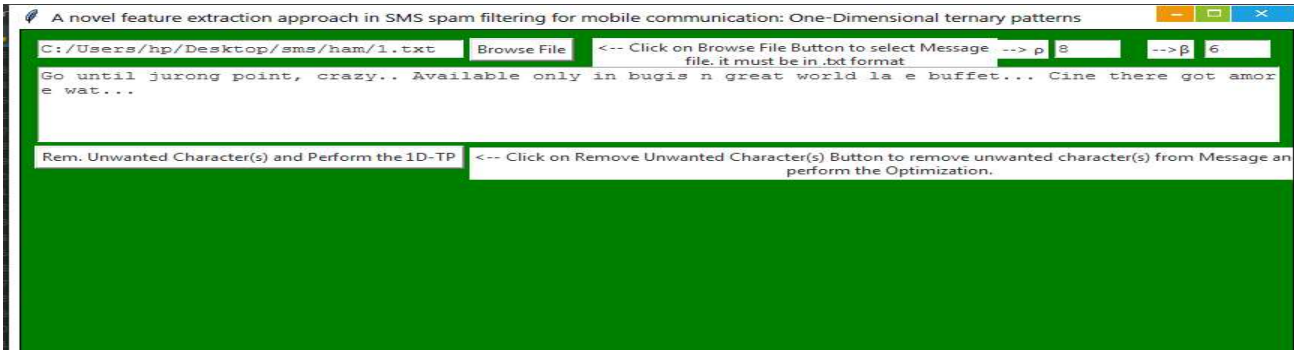 A novel feature extraction approach in SMS spam filtering for mobile communication: One-Dimensional ternary patterns
C:/Users/hp/Desktop/sms/ham/1.txt Browse File <-- Click on Browse File Button to select Message --> ρ 8 -->β 6
file. it must be in .txt format
Go until jurong point, crazy.. Available only in bugis n great world la e buffet... Cine there got amor
e wat...
Rem. Unwanted Character(s) and Perform the 1D-TP <-- Click on Remove Unwanted Character(s) Button to remove unwanted character(s) from Message an
perform the Optimization.